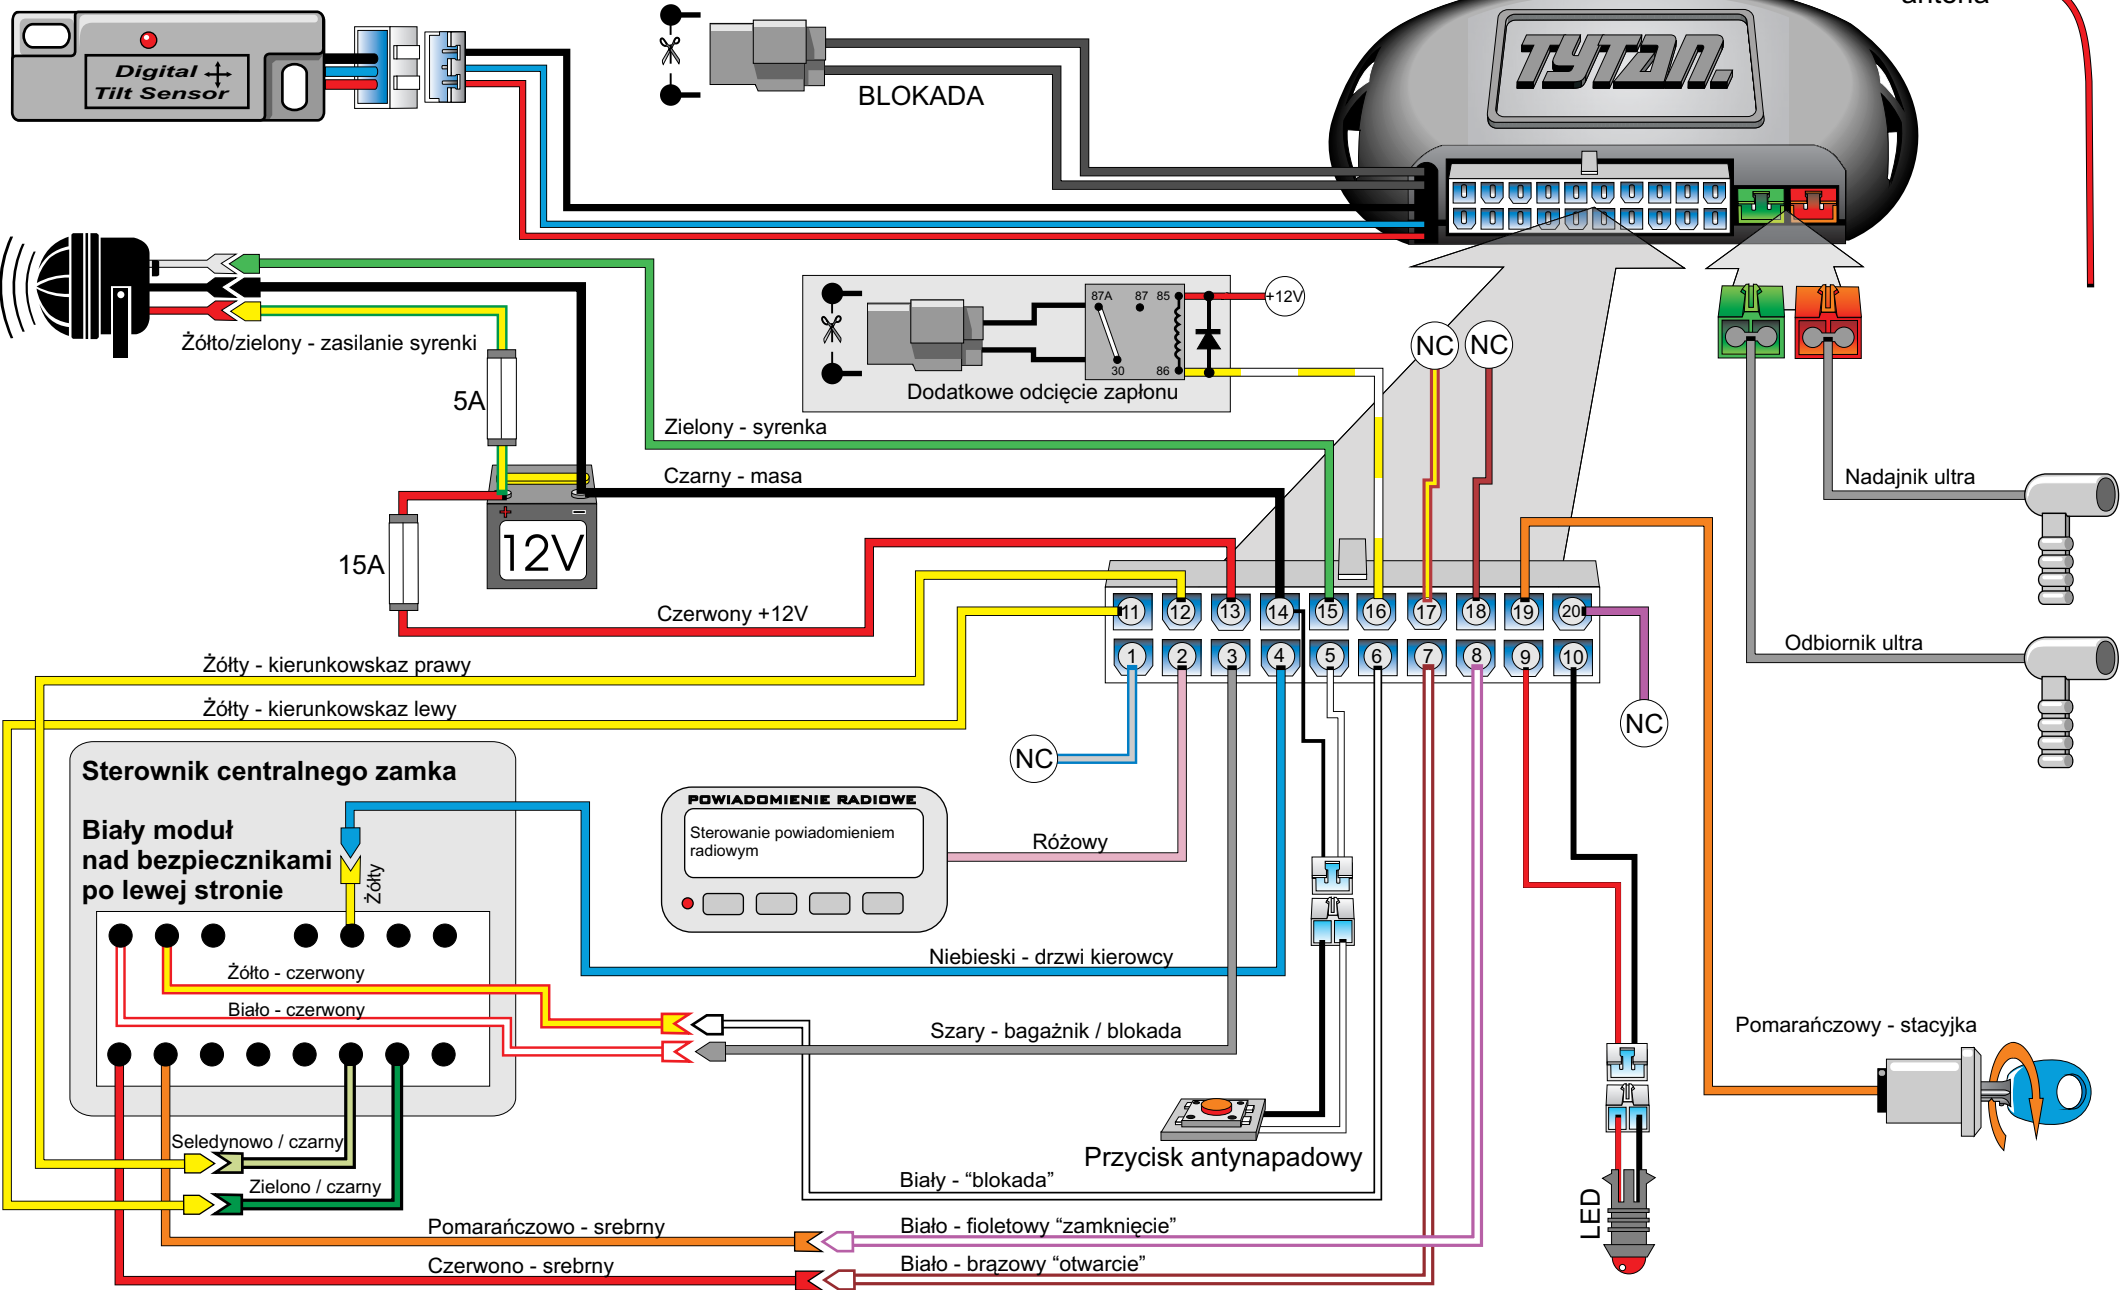 antena
Digital
Tilt Sensor
BLOKADA
TYTAN.
Żółto/zielony - zasilanie syrenki
5A
87A
87
85
+12V
30
86
Dodatkowe odcięcie zapłonu
NC
NC
Zielony - syrenka
Czarny - masa
Nadajnik ultra
+
–
12V
15A
Czerwony +12V
11
12
13
14
15
16
17
18
19
20
1
2
3
4
5
6
7
8
9
10
Odbiornik ultra
Żółty - kierunkowskaz prawy
Żółty - kierunkowskaz lewy
NC
NC
Sterownik centralnego zamka
Biały moduł
nad bezpiecznikami
po lewej stronie
Żółty
POWIADOMIENIE RADIOWE
Sterowanie powiadomieniem
radiowym
Różowy
Niebieski - drzwi kierowcy
Żółto - czerwony
Biało - czerwony
Szary - bagażnik / blokada
Pomarańczowy - stacyjka
Seledynowo / czarny
Zielono / czarny
Przycisk antynapadowy
Biały - “blokada”
LED
Pomarańczowo - srebrny
Biało - fioletowy “zamknięcie”
Czerwono - srebrny
Biało - brązowy “otwarcie”